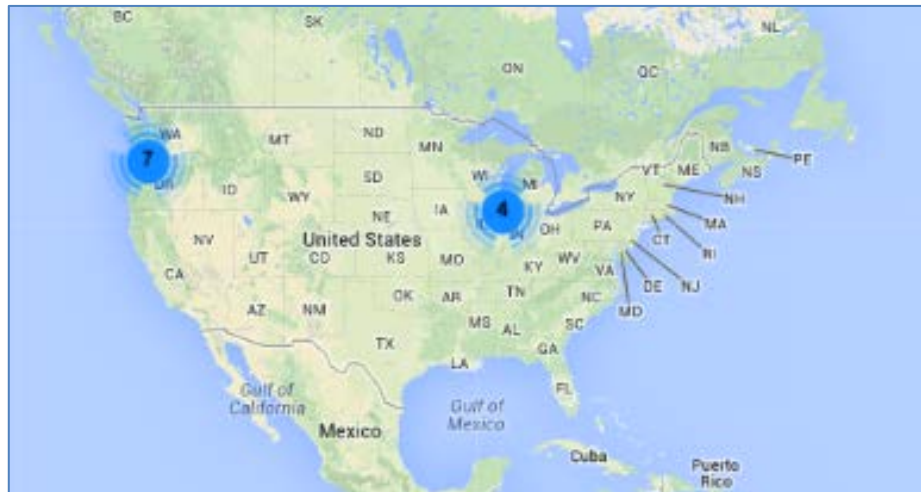 BC
SK
NL
ON
QC
WA
7
MT
ND
MN
NB
PE
OR
ID
WY
SD
WI
MI
VT
ME
NS
NH
NY
4
IA
NE
IN
OH
PA
MA
CT
RI
NV
United States
UT
CO
KS
MO
KY
WV
VA
DE
NJ
MD
CA
AZ
NM
OK
AR
TN
NC
MS
AL
SC
TX
LA
GA
FL
Gulf of
California
Gulf of
Mexico
Mexico
Cuba
Puerto
Rico